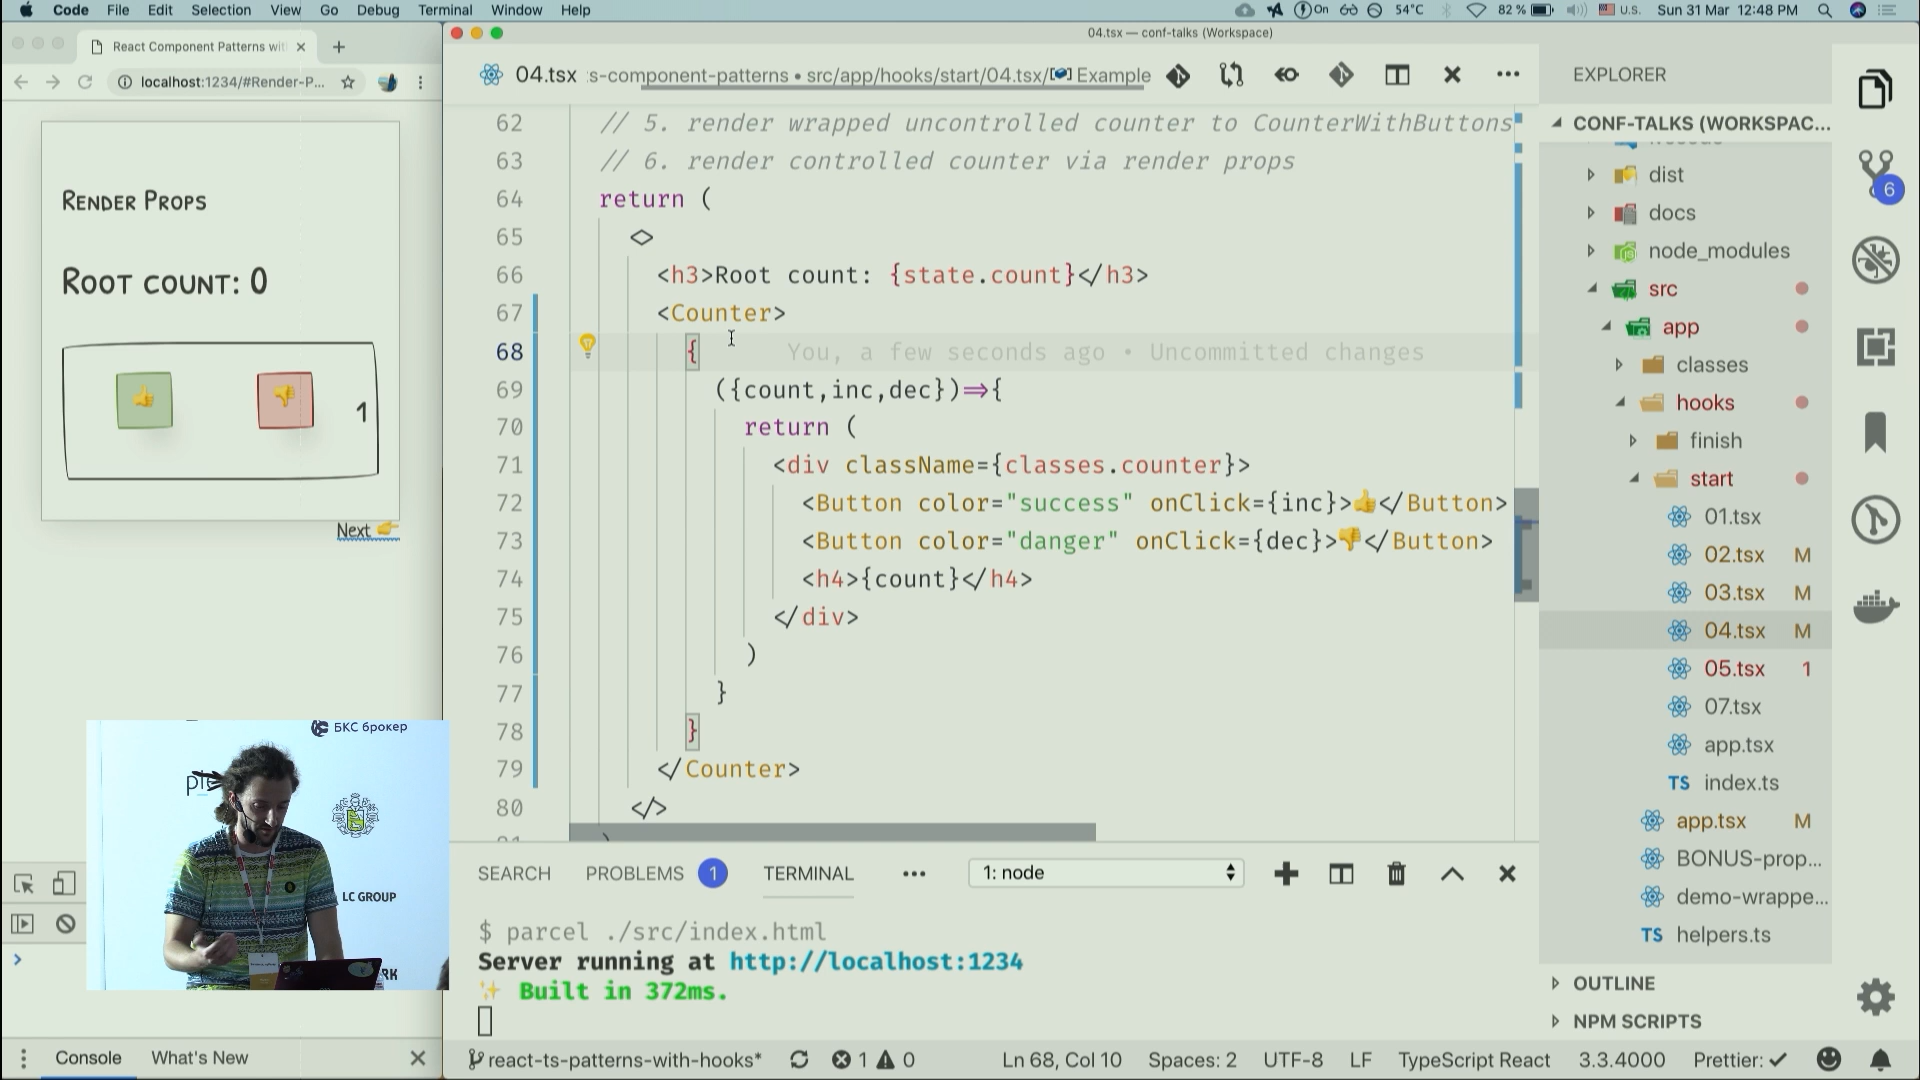 Code File Edit Selection View Go Debug Terminal Window Help
On 54°C 82 % U.S. Sun 31 Mar 12:48 PM
React Component Patterns wit
localhost:1234/#Render-P...
Render Props
Root count: 0
👍 👎 1
Next 👉
БКС брокер
LC GROUP
Console What's New
04.tsx — conf-talks (Workspace)
04.tsx s-component-patterns • src/app/hooks/start/04.tsx/ Example
62 // 5. render wrapped uncontrolled counter to CounterWithButtons
63 // 6. render controlled counter via render props
64 return (
65 <>
66 <h3>Root count: {state.count}</h3>
67 <Counter>
68 { You, a few seconds ago • Uncommitted changes
69 ({count,inc,dec})=>{
70 return (
71 <div className={classes.counter}>
72 <Button color="success" onClick={inc}>👍</Button>
73 <Button color="danger" onClick={dec}>👎</Button>
74 <h4>{count}</h4>
75 </div>
76 )
77 }
78 }
79 </Counter>
80 </>
SEARCH PROBLEMS 1 TERMINAL ••• 1: node
$ parcel ./src/index.html
Server running at http://localhost:1234
✨ Built in 372ms.
react-ts-patterns-with-hooks* 1 0 Ln 68, Col 10 Spaces: 2 UTF-8 LF TypeScript React 3.3.4000 Prettier: ✓
EXPLORER
CONF-TALKS (WORKSPAC...
dist
docs
node_modules
src
app
classes
hooks
finish
start
01.tsx
02.tsx M
03.tsx M
04.tsx M
05.tsx 1
07.tsx
app.tsx
TS index.ts
app.tsx M
BONUS-prop...
demo-wrappe...
TS helpers.ts
OUTLINE
NPM SCRIPTS
6